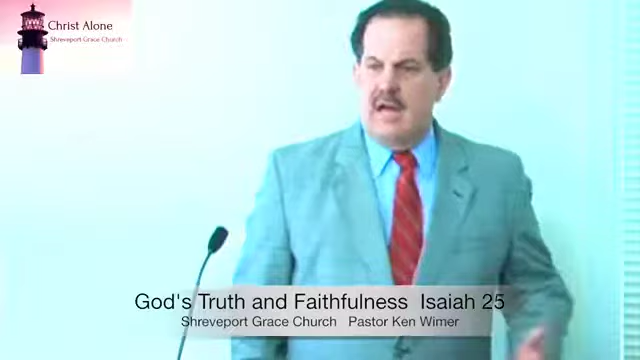 Christ Alone
Shreveport Grace Church
God's Truth and Faithfulness Isaiah 25
Shreveport Grace Church Pastor Ken Wimer